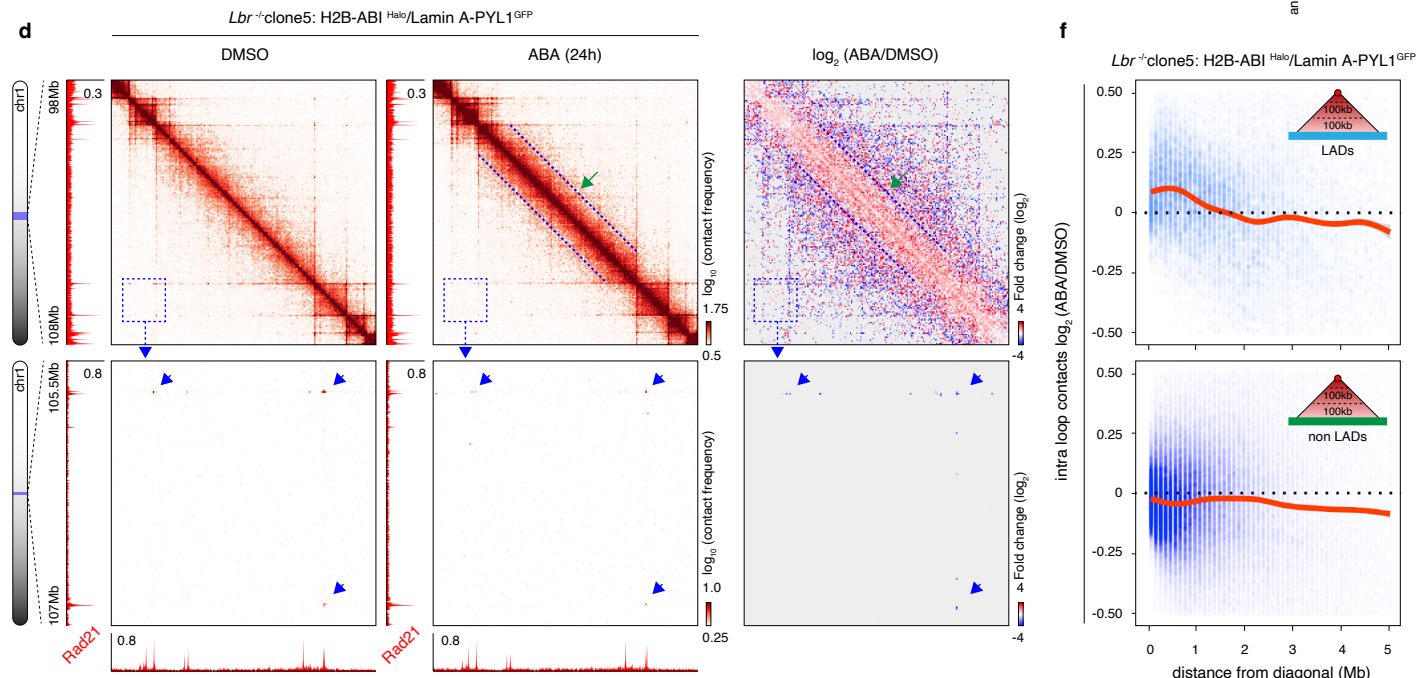 d
Lbr -/- clone5: H2B-ABI Halo/Lamin A-PYL1GFP
DMSO
ABA (24h)
log2 (ABA/DMSO)
chr1
98Mb
108Mb
0.3
0.3
log10 (contact frequency)
1.75
0.5
Fold change (log2)
4
-4
chr1
105.5Mb
107Mb
0.8
0.8
log10 (contact frequency)
1.0
0.25
Fold change (log2)
4
-4
Rad21
0.8
Rad21
0.8
an
f
Lbr -/- clone5: H2B-ABI Halo/Lamin A-PYL1GFP
intra loop contacts log2 (ABA/DMSO)
0.50
0.25
0
-0.25
-0.50
100kb
100kb
LADs
0.50
0.25
0
-0.25
-0.50
100kb
100kb
non LADs
0 1 2 3 4 5
distance from diagonal (Mb)